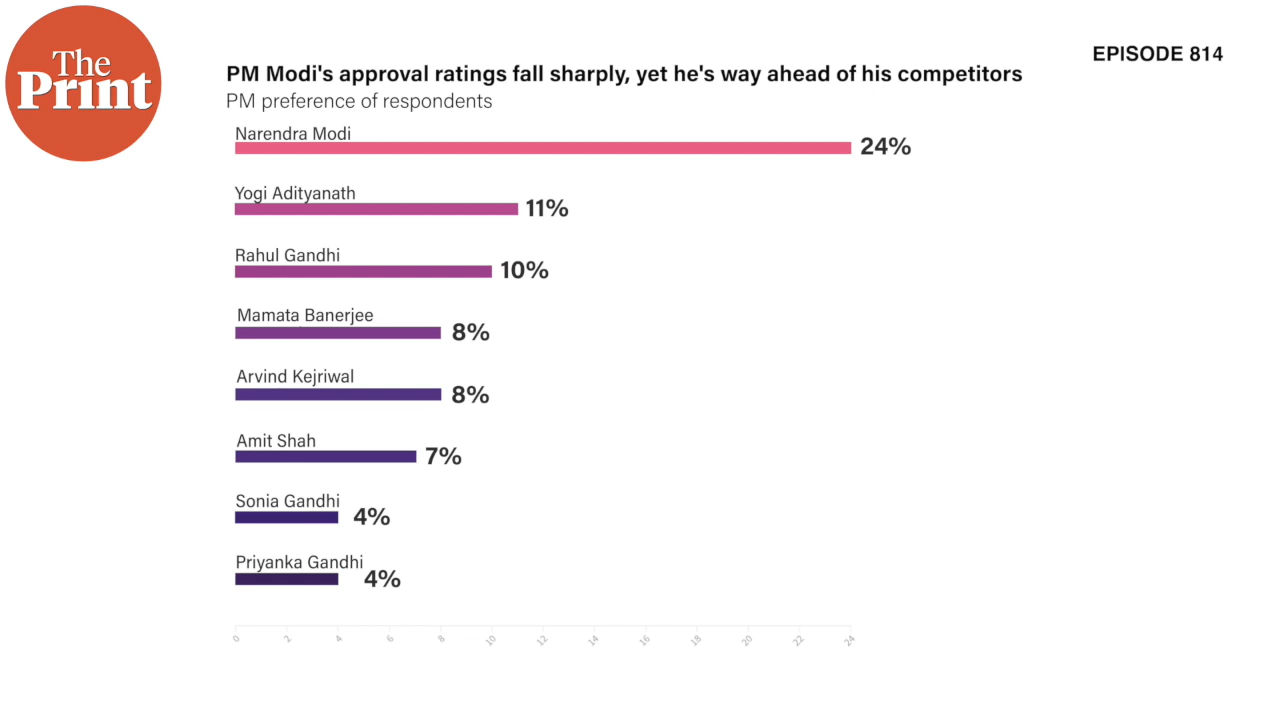 The
Print
EPISODE 814
PM Modi's approval ratings fall sharply, yet he's way ahead of his competitors
PM preference of respondents
Narendra Modi
24%
Yogi Adityanath
11%
Rahul Gandhi
10%
Mamata Banerjee
8%
Arvind Kejriwal
8%
Amit Shah
7%
Sonia Gandhi
4%
Priyanka Gandhi
4%
0 2 4 6 8 10 12 14 16 18 20 22 24